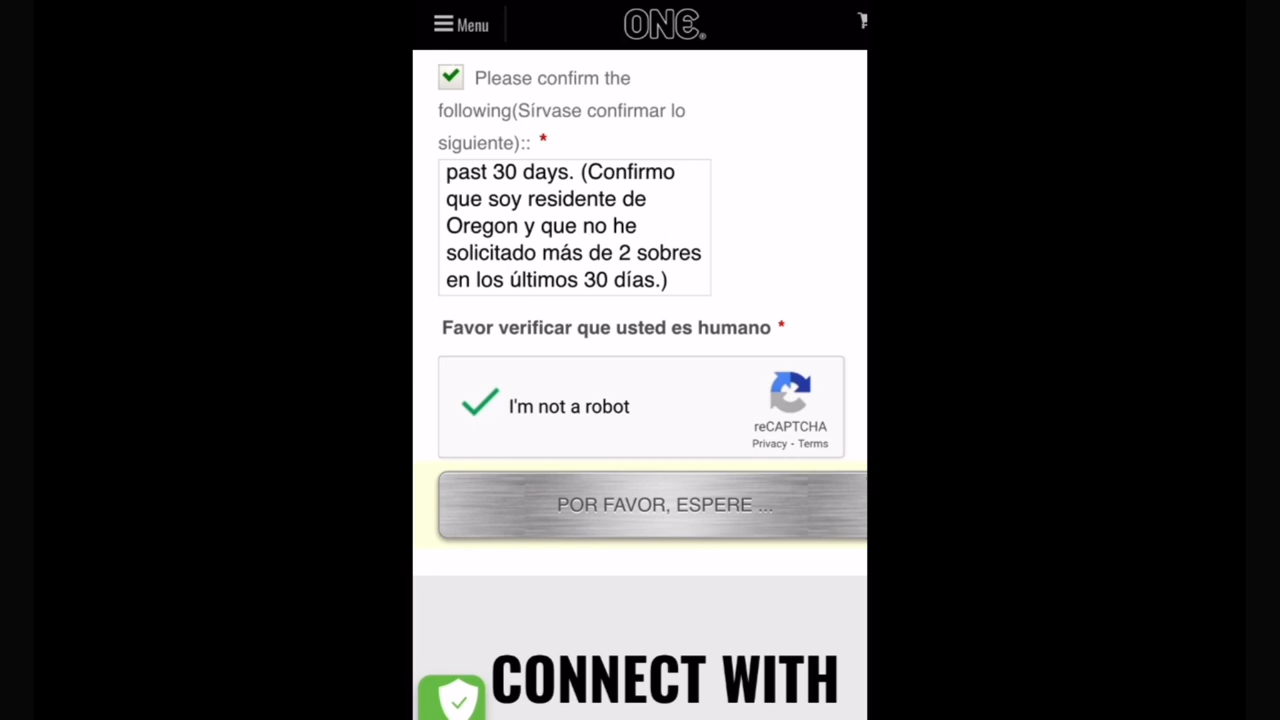 Menu
ONE®
Please confirm the
following(Sírvase confirmar lo
siguiente):: *
past 30 days. (Confirmo
que soy residente de
Oregon y que no he
solicitado más de 2 sobres
en los últimos 30 días.)
Favor verificar que usted es humano *
I'm not a robot
reCAPTCHA
Privacy - Terms
POR FAVOR, ESPERE ...
CONNECT WITH